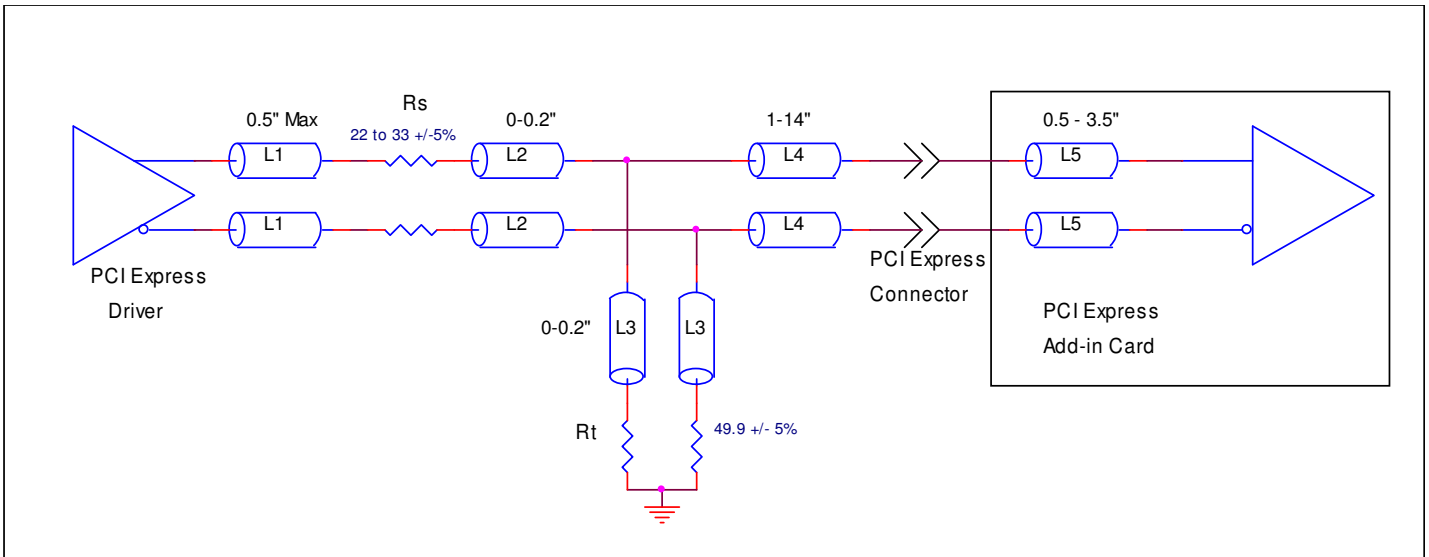 Rs
0.5" Max
22 to 33 +/-5%
0-0.2"
1-14"
0.5 - 3.5"
L1
L2
L4
L5
L1
L2
L4
L5
PCI Express
Driver
PCI Express
Connector
0-0.2"
L3
L3
PCI Express
Add-in Card
Rt
49.9 +/- 5%